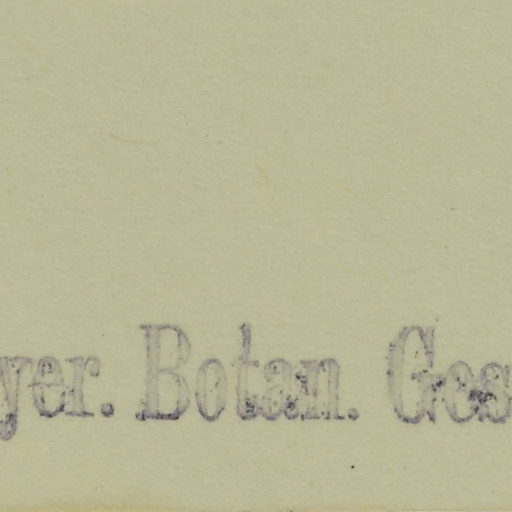 yer. Botan. Ges